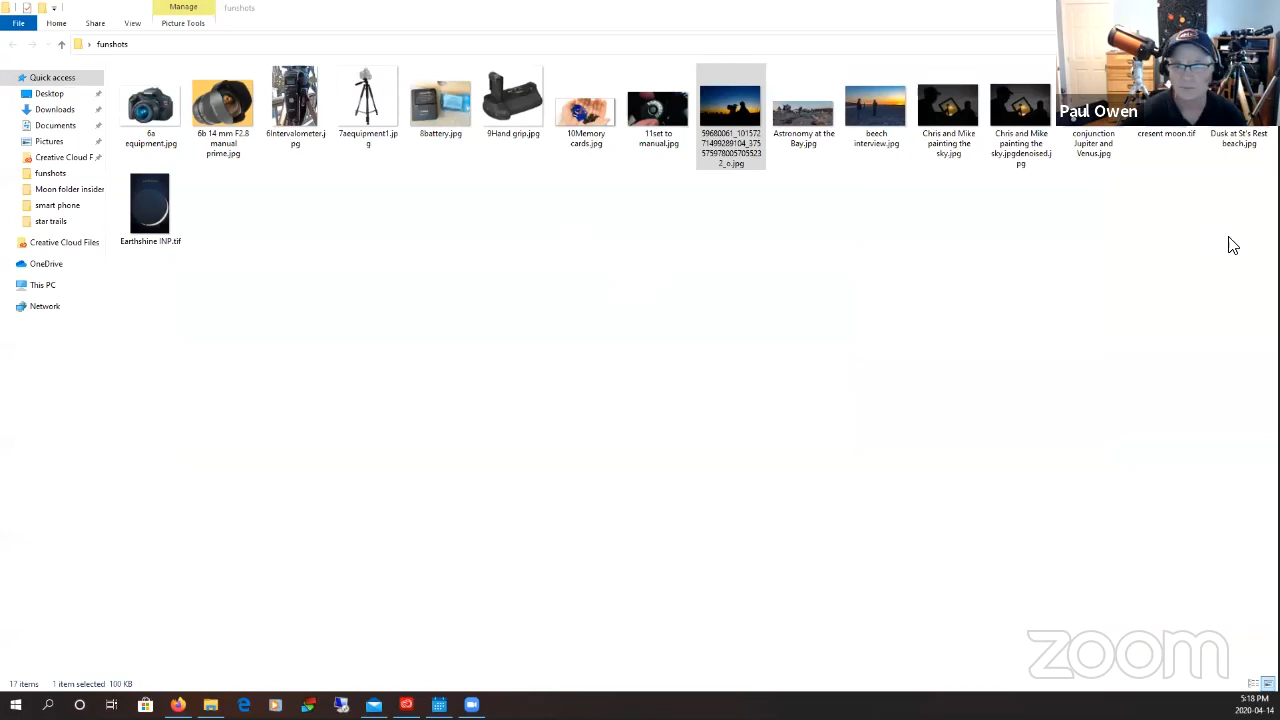 Manage
funshots
File
Home
Share
View
Picture Tools
funshots
Quick access
Desktop
Downloads
Documents
Pictures
Creative Cloud F
funshots
Moon folder insider
smart phone
star trails
Creative Cloud Files
OneDrive
This PC
Network
6a
equipment.jpg
6b 14 mm F2.8
manual
prime.jpg
6Intervalometer.j
pg
7aequipment1.jp
g
8battery.jpg
9Hand grip.jpg
10Memory
cards.jpg
11set to
manual.jpg
59680061_101572
71499289104_375
575978005705523
2_o.jpg
Astronomy at the
Bay.jpg
beech
interview.jpg
Chris and Mike
painting the
sky.jpg
Chris and Mike
painting the
sky.jpgdenoised.j
pg
conjunction
Jupiter and
Venus.jpg
cresent moon.tif
Dusk at St's Rest
beach.jpg
Earthshine INP.tif
Paul Owen
zoom
17 items
1 item selected 100 KB
5:18 PM
2020-04-14